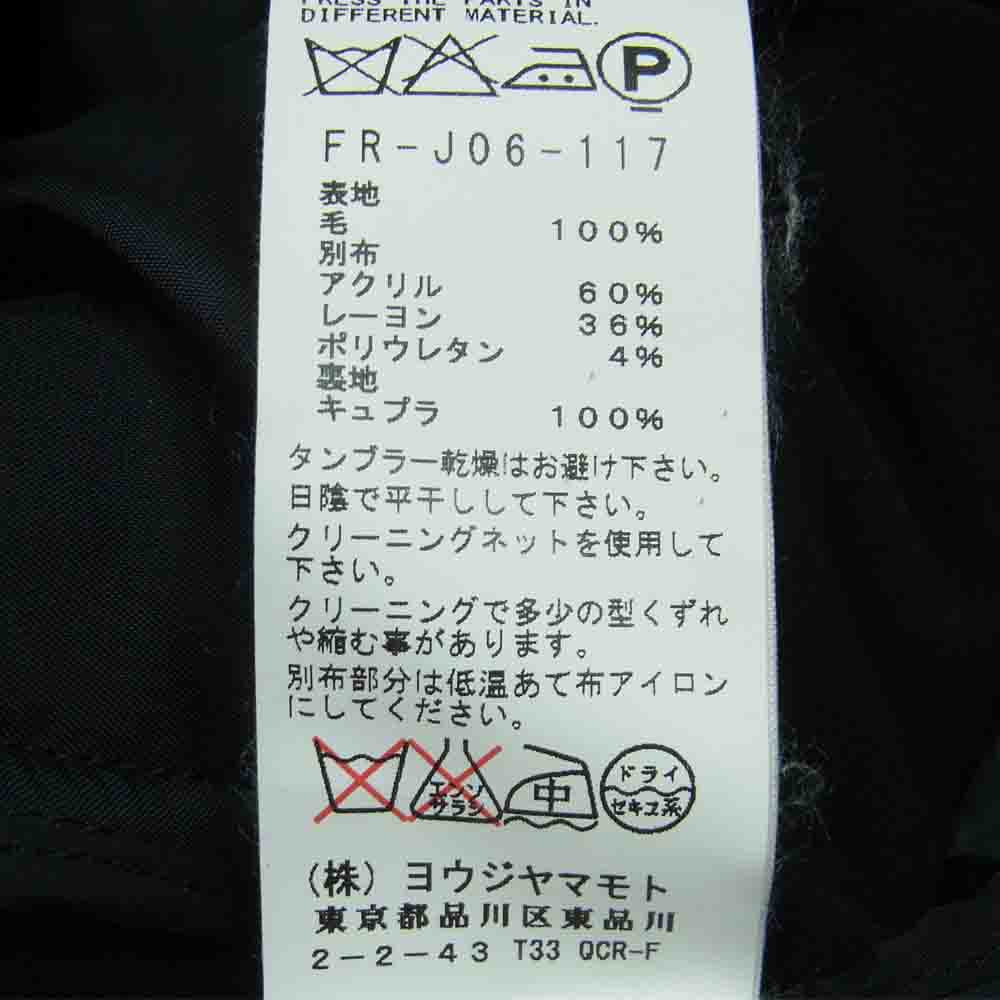 PRESS THE PARTS IN
DIFFERENT MATERIAL.
P
FR-J06-117
表地
毛 100%
別布
アクリル 60%
レーヨン 36%
ポリウレタン 4%
裏地
キュプラ 100%
タンブラー乾燥はお避け下さい。
日陰で平干しして下さい。
クリーニングネットを使用して
下さい。
クリーニングで多少の型くずれ
や縮む事があります。
別布部分は低温あて布アイロン
にしてください。
エンソ
サラシ
中
ドライ
セキユ系
(株) ヨウジヤマモト
東京都品川区東品川
2-2-43 T33 QCR-F